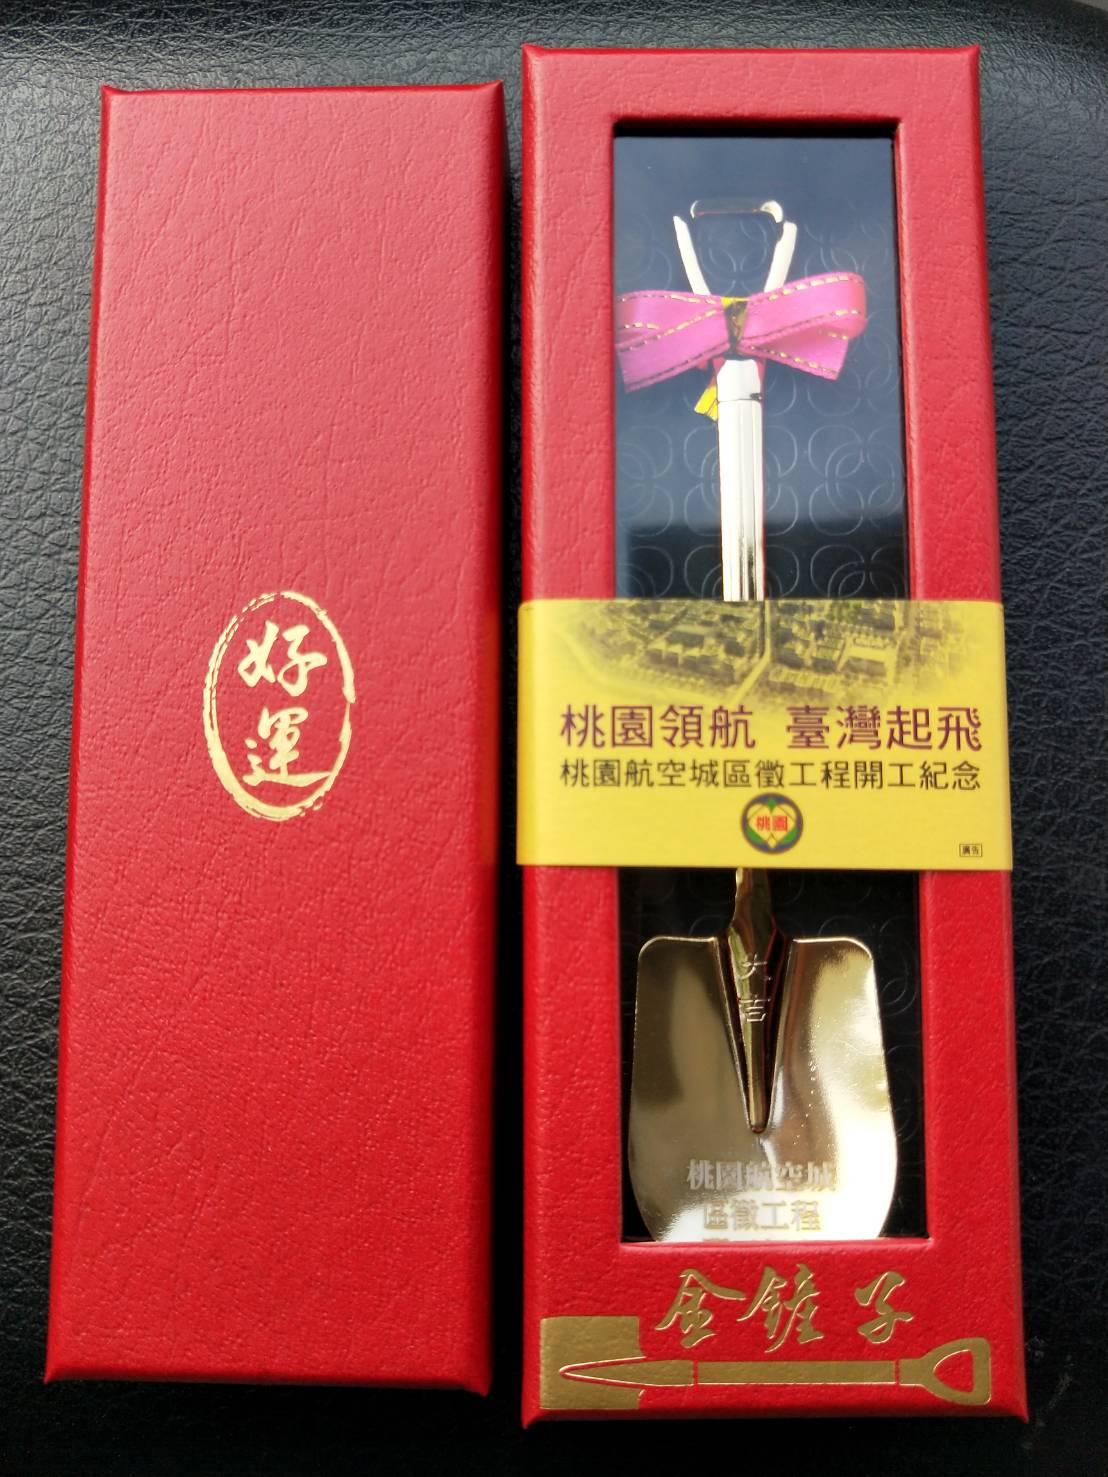 好運
桃園領航 臺灣起飛
桃園航空城區徵工程開工紀念
桃園
廣告
大吉
桃園航空城
區徵工程
金鏟子